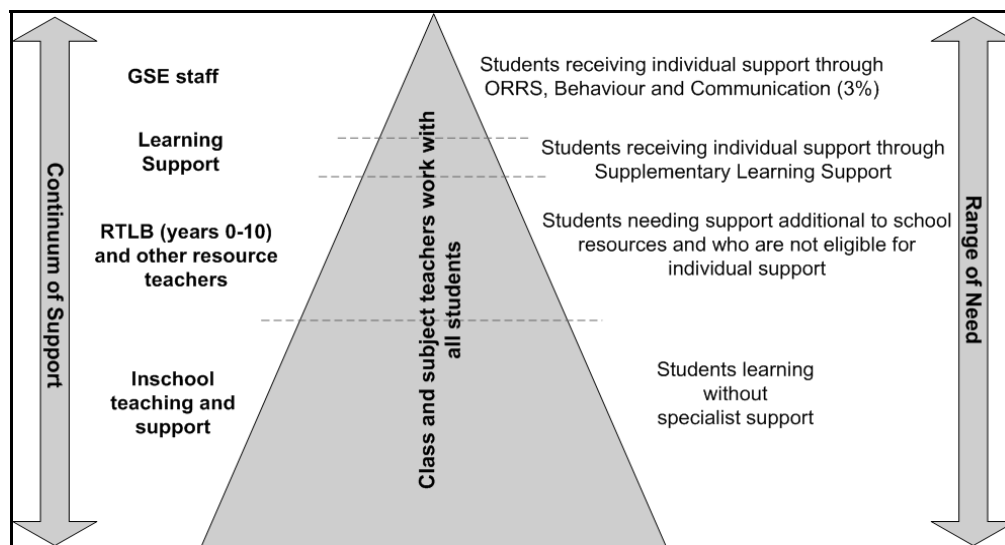 GSE staff
Students receiving individual support through
ORRS, Behaviour and Communication (3%)
Learning
Support
Students receiving individual support through
Supplementary Learning Support
RTLB (years 0-10)
and other resource
teachers
Students needing support additional to school
resources and who are not eligible for
individual support
Inschool
teaching and
support
Students learning
without
specialist support
Continuum of Support
Class and subject teachers work with
all students
Range of Need